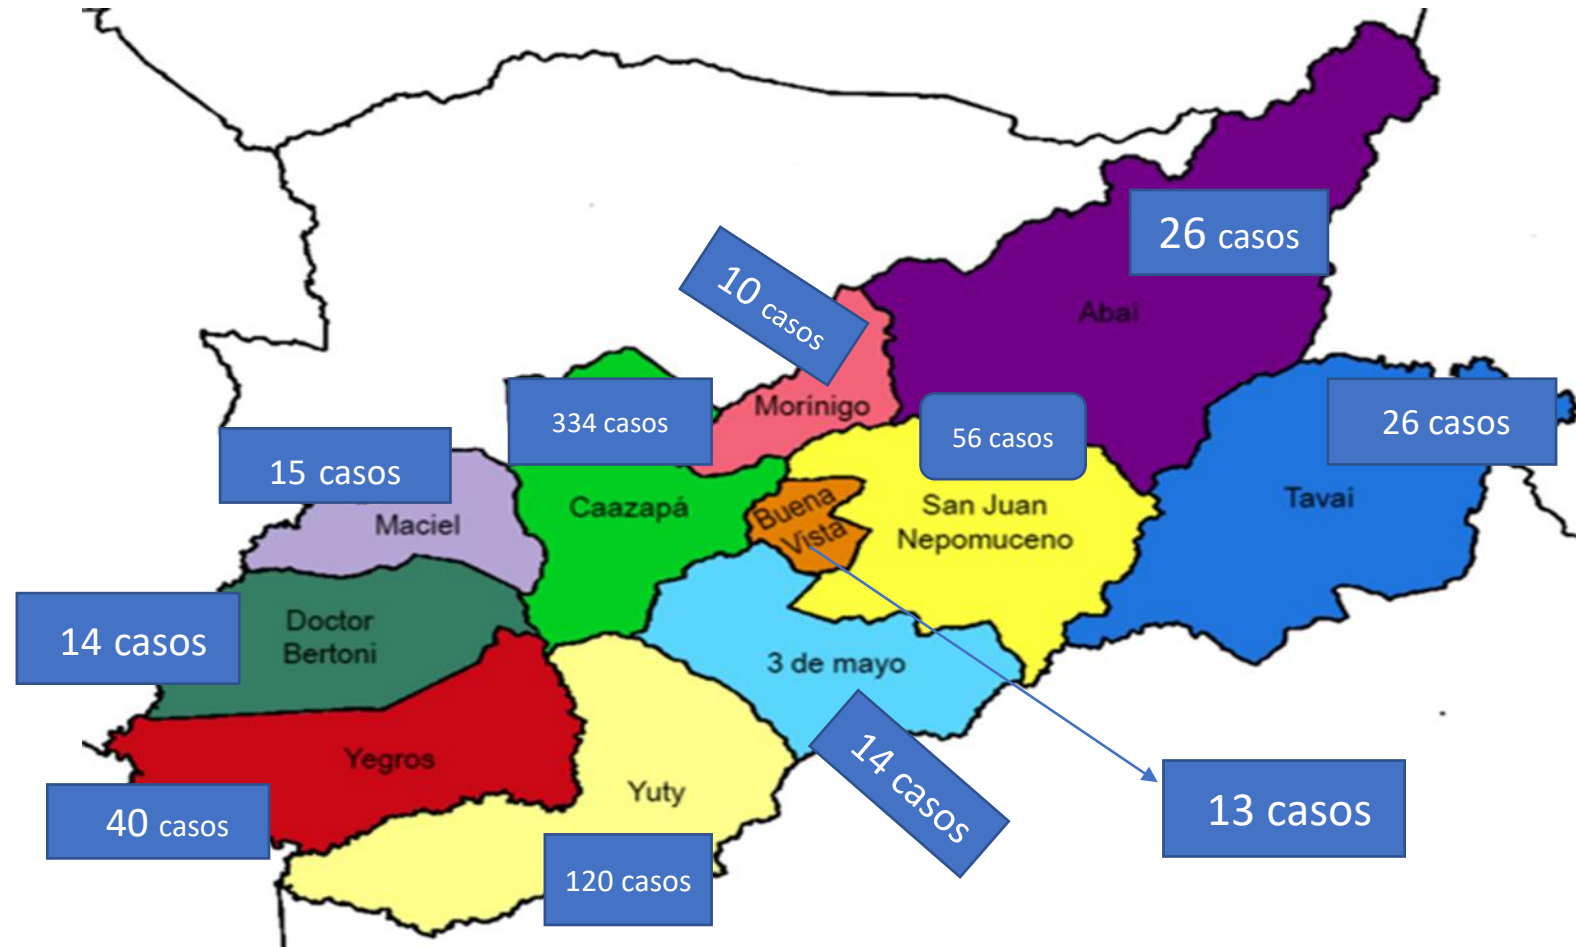 26 casos
Abaí
10 casos
Morínigo
334 casos
56 casos
26 casos
15 casos
Maciel
Caazapá
Buena
Vista
San Juan
Nepomuceno
Tavaí
14 casos
Doctor
Bertoni
3 de mayo
Yegros
14 casos
Yuty
13 casos
40 casos
120 casos